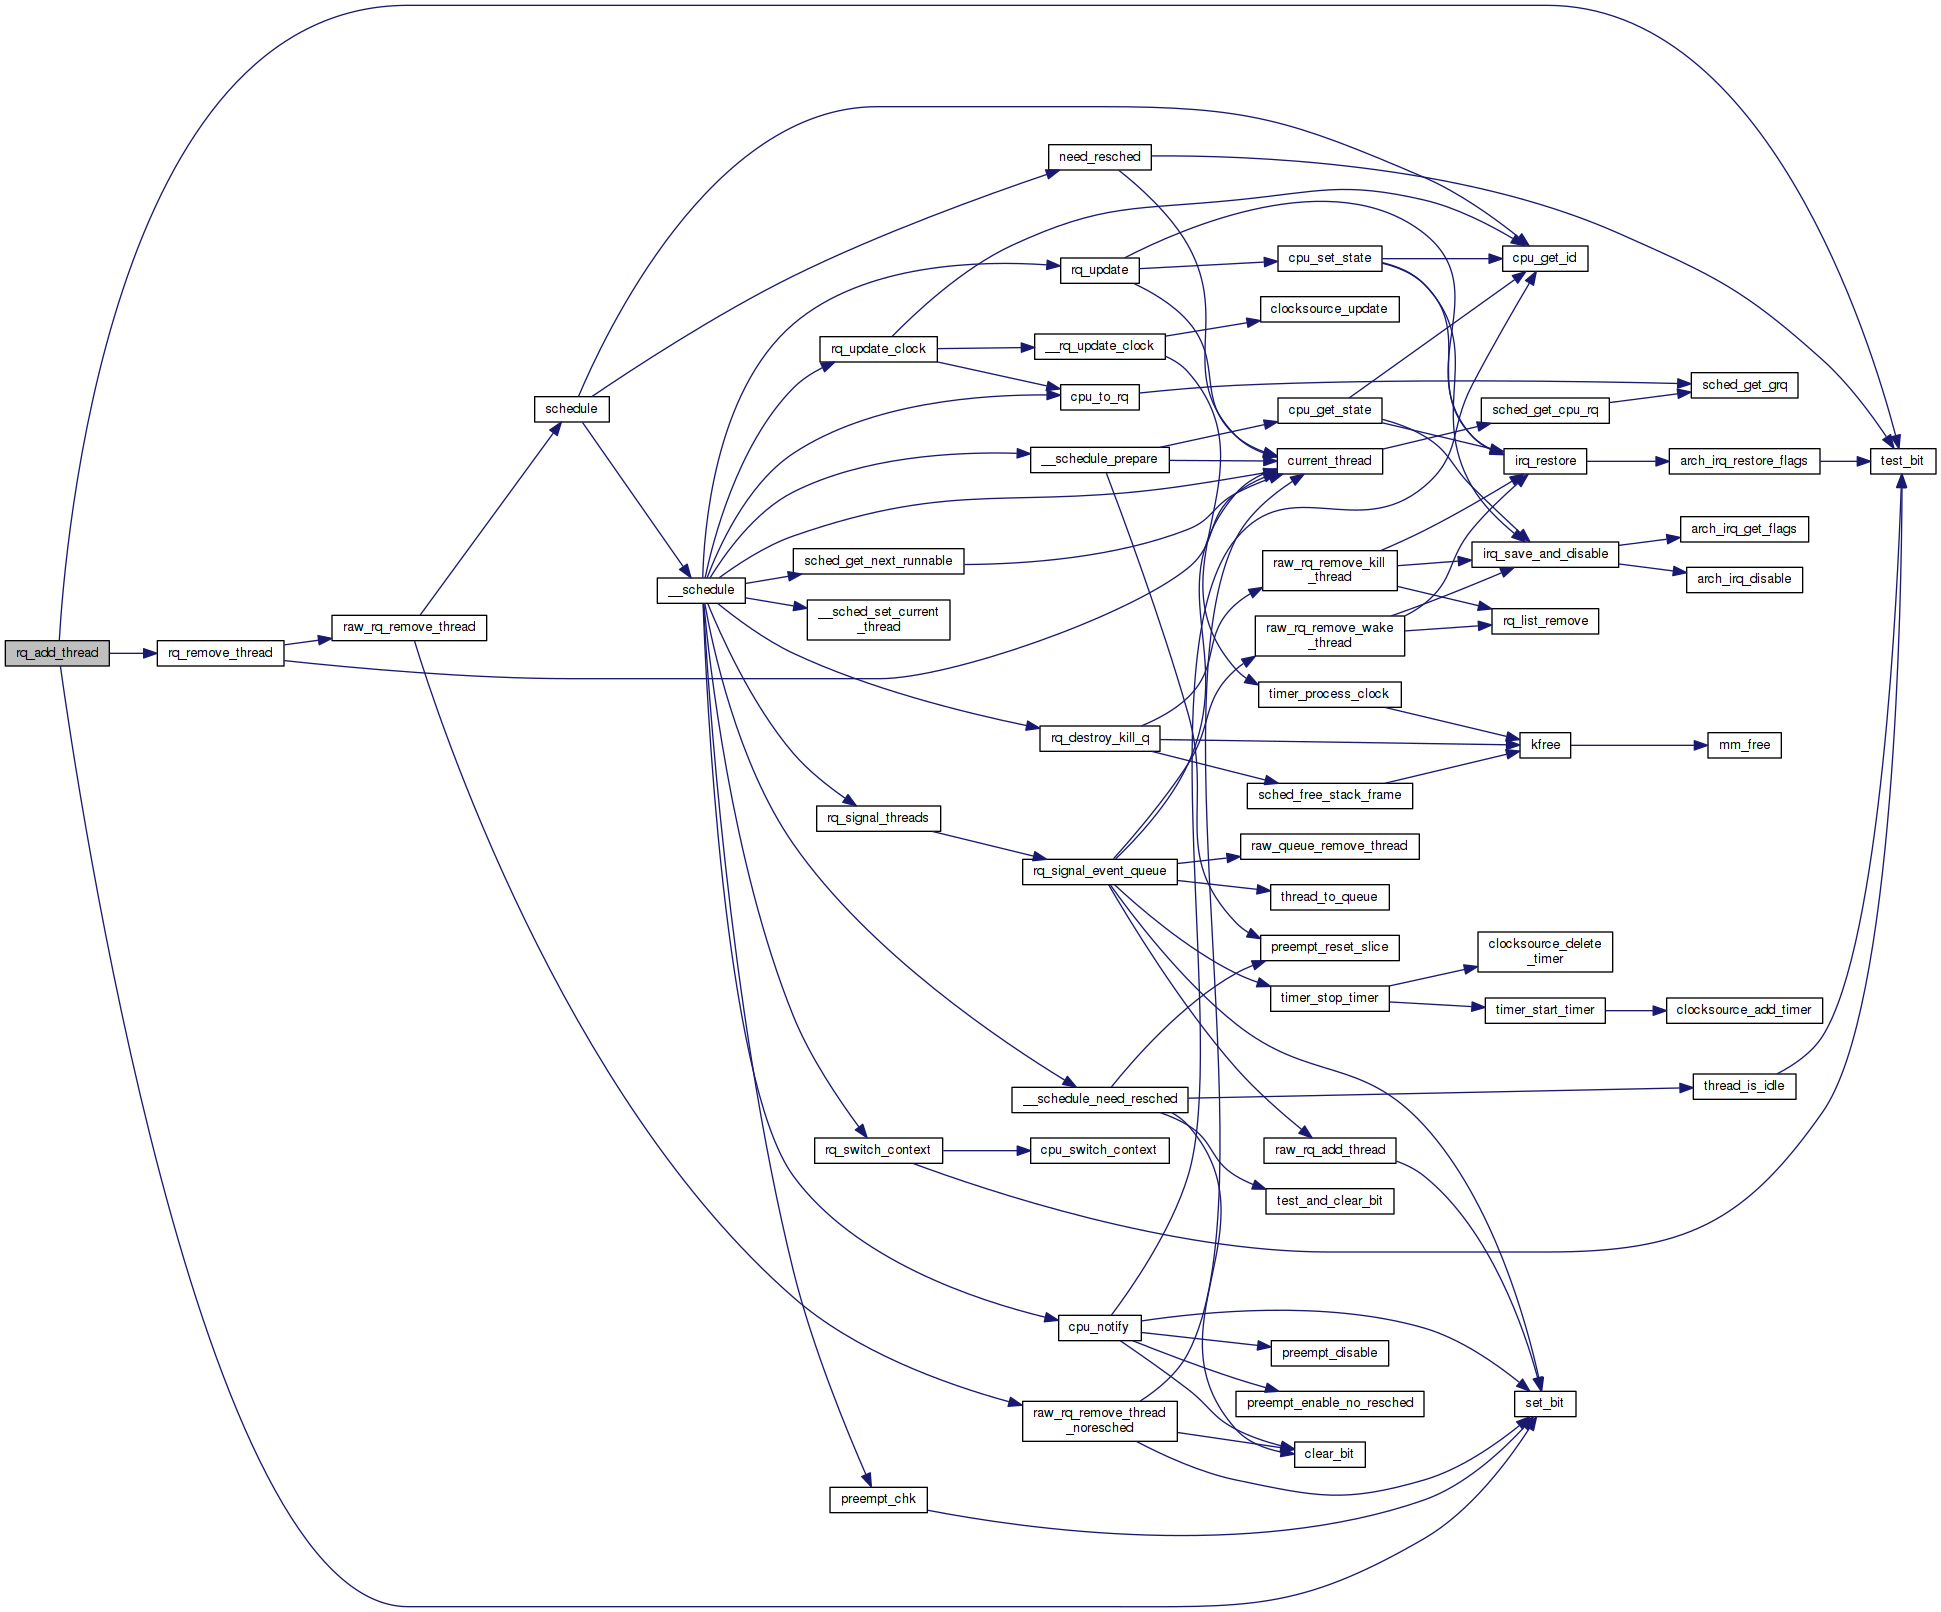 need_resched
cpu_set_state
cpu_get_id
rq_update
clocksource_update
rq_update_clock
__rq_update_clock
sched_get_grq
cpu_to_rq
schedule
cpu_get_state
sched_get_cpu_rq
__schedule_prepare
current_thread
irq_restore
arch_irq_restore_flags
test_bit
arch_irq_get_flags
sched_get_next_runnable
raw_rq_remove_kill
_thread
irq_save_and_disable
arch_irq_disable
__schedule
__sched_set_current
_thread
rq_list_remove
raw_rq_remove_thread
raw_rq_remove_wake
_thread
rq_add_thread
rq_remove_thread
timer_process_clock
rq_destroy_kill_q
kfree
mm_free
sched_free_stack_frame
rq_signal_threads
raw_queue_remove_thread
rq_signal_event_queue
thread_to_queue
preempt_reset_slice
clocksource_delete
_timer
timer_stop_timer
timer_start_timer
clocksource_add_timer
__schedule_need_resched
thread_is_idle
rq_switch_context
cpu_switch_context
raw_rq_add_thread
test_and_clear_bit
cpu_notify
preempt_disable
preempt_enable_no_resched
set_bit
raw_rq_remove_thread
_noresched
clear_bit
preempt_chk